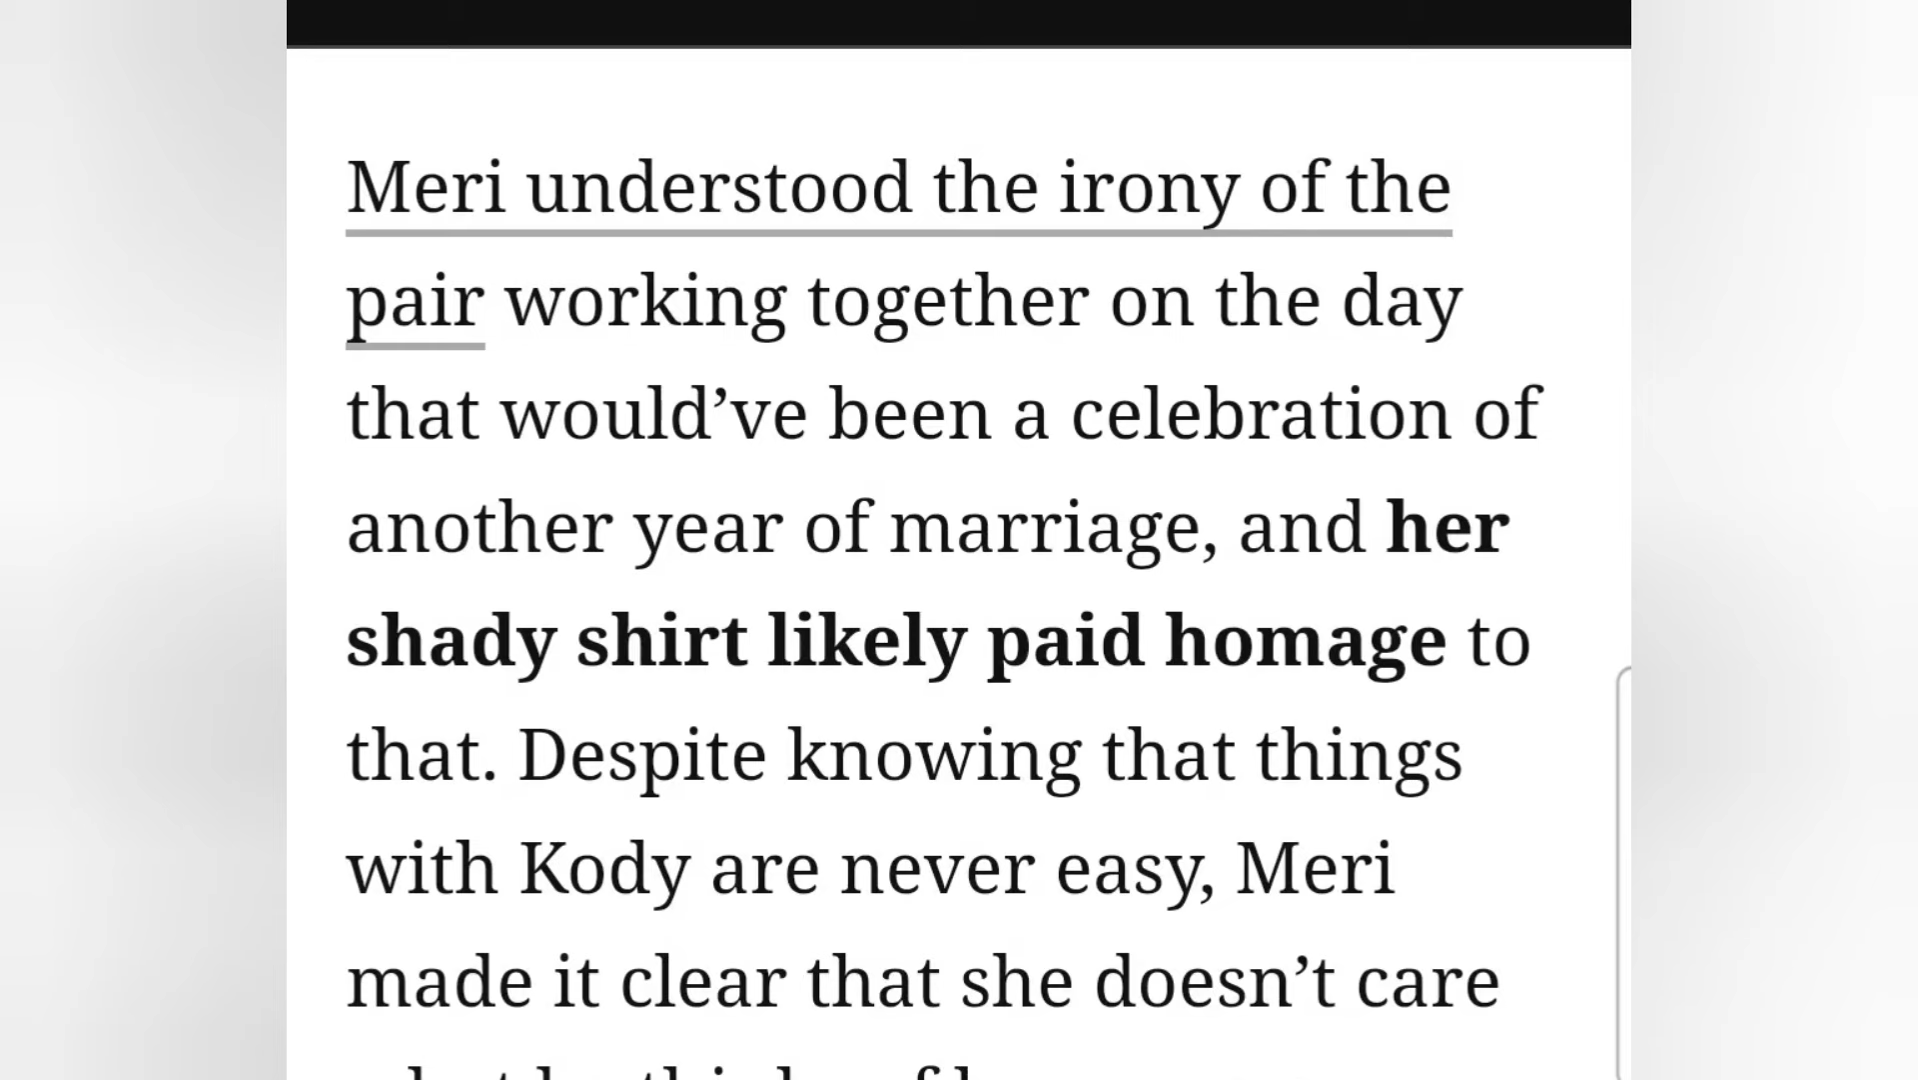 Meri understood the irony of the
pair working together on the day
that would’ve been a celebration of
another year of marriage, and her
shady shirt likely paid homage to
that. Despite knowing that things
with Kody are never easy, Meri
made it clear that she doesn’t care